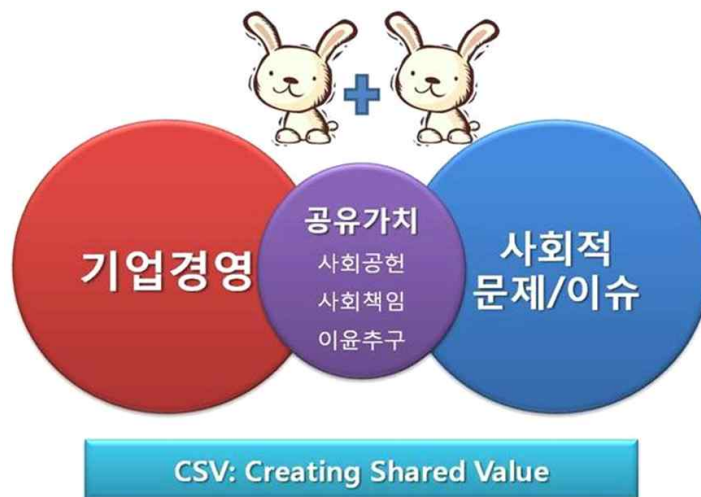 기업경영
공유가치
사회공헌
사회책임
이윤추구
사회적
문제/이슈
CSV: Creating Shared Value